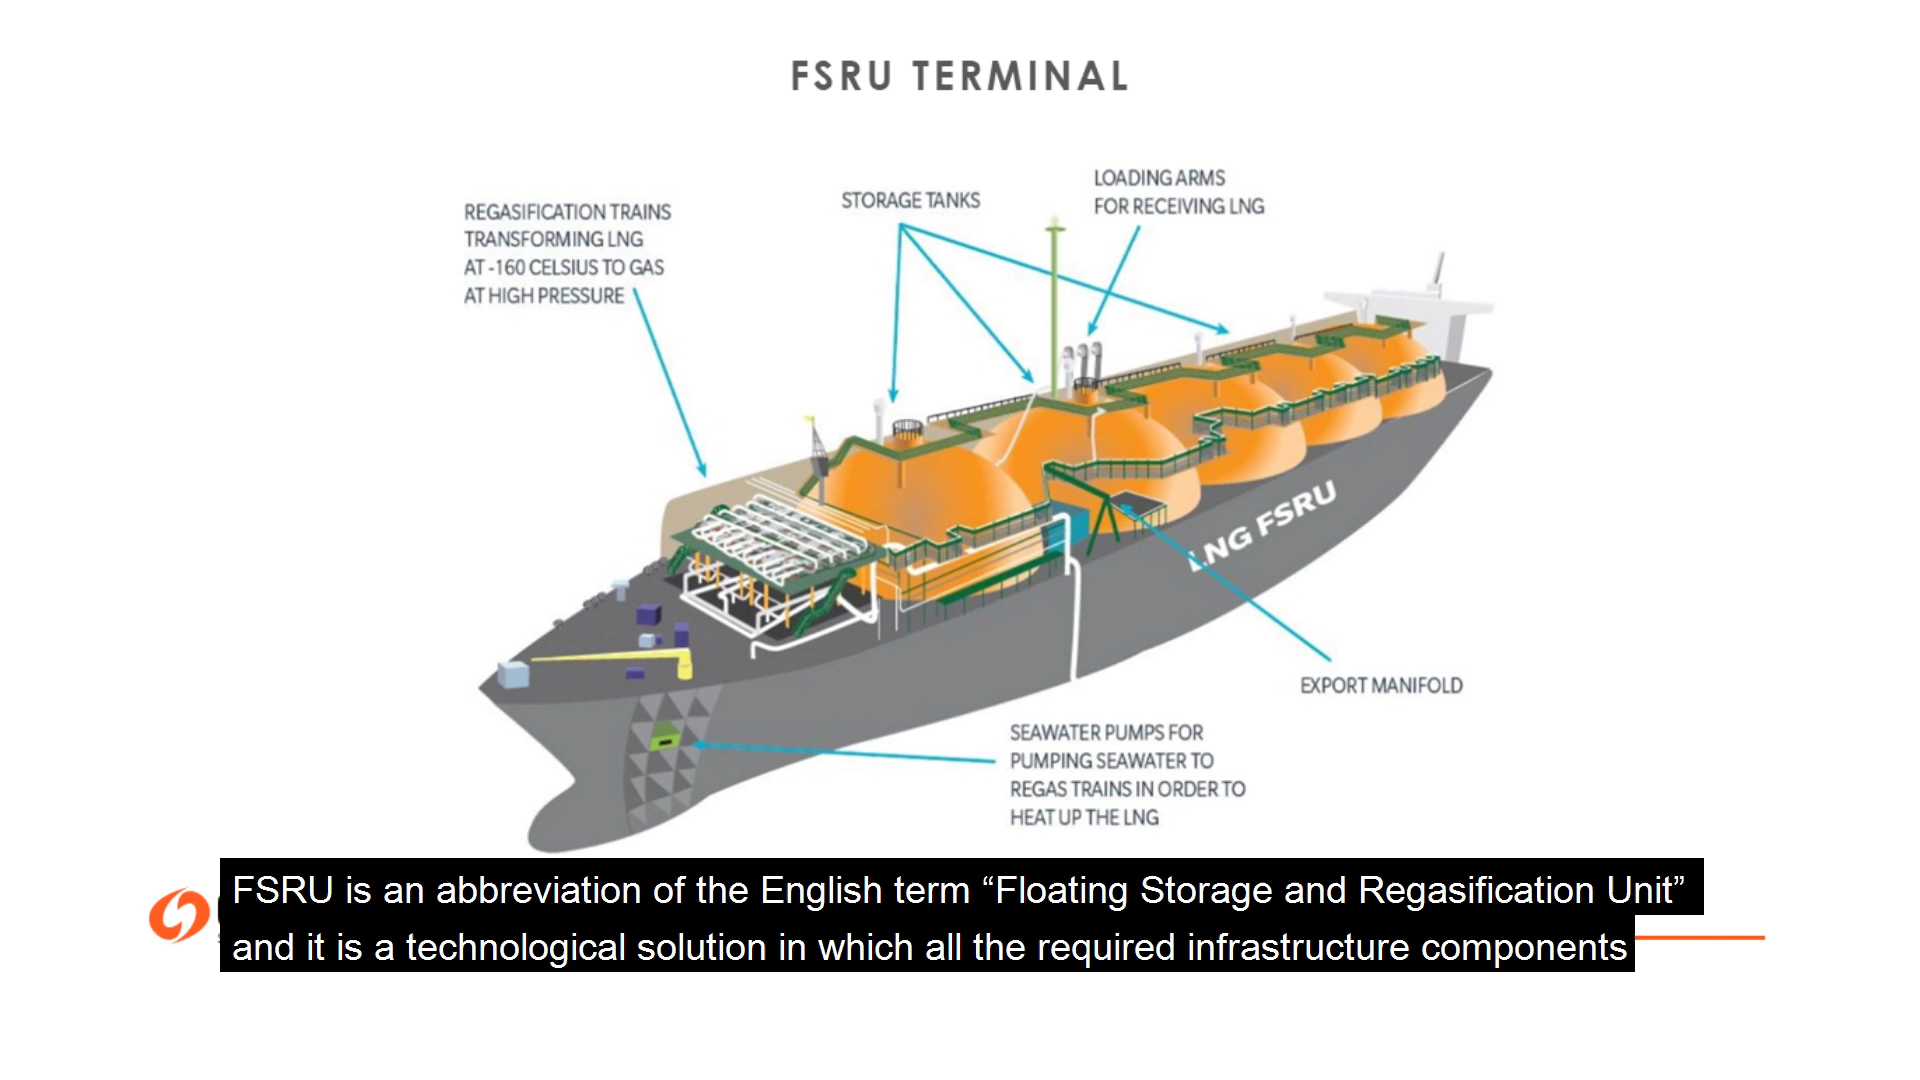 FSRU TERMINAL
LOADING ARMS
FOR RECEIVING LNG
STORAGE TANKS
REGASIFICATION TRAINS
TRANSFORMING LNG
AT -160 CELSIUS TO GAS
AT HIGH PRESSURE
LNG FSRU
EXPORT MANIFOLD
SEAWATER PUMPS FOR
PUMPING SEAWATER TO
REGAS TRAINS IN ORDER TO
HEAT UP THE LNG
FSRU is an abbreviation of the English term “Floating Storage and Regasification Unit”
and it is a technological solution in which all the required infrastructure components